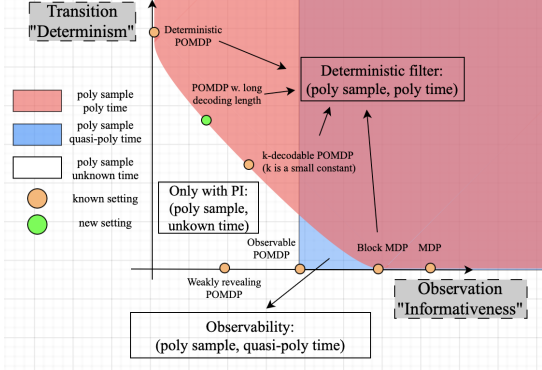 Transition
"Determinism"
Deterministic
POMDP
Deterministic filter:
(poly sample, poly time)
POMDP w. long
decoding length
poly sample
poly time
poly sample
quasi-poly time
poly sample
unknown time
known setting
new setting
k-decodable POMDP
(k is a small constant)
Only with PI:
(poly sample,
unkown time)
Observable
POMDP
Block MDP
MDP
Weakly revealing
POMDP
Observation
"Informativeness"
Observability:
(poly sample, quasi-poly time)